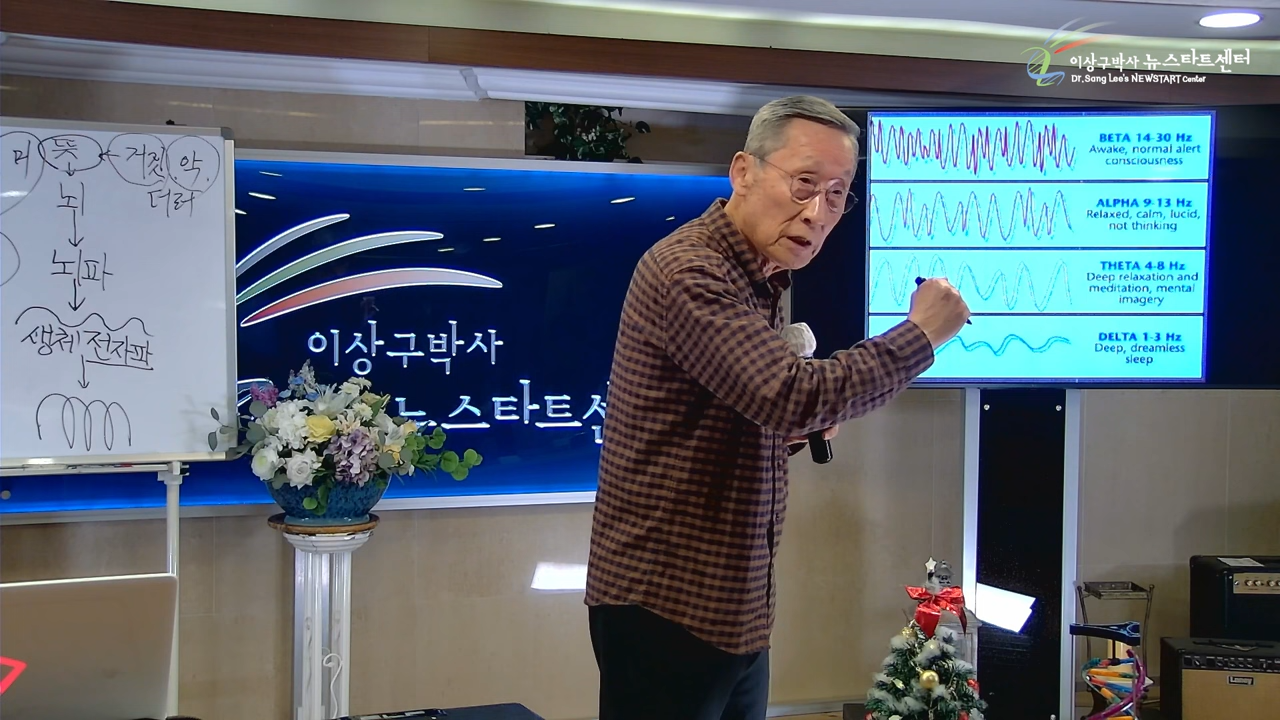 이상구박사 뉴스타트센터
Dr. Sang Lee's NEWSTART Center
뜻 ← 거짓, 악,
더러
뇌
뇌파
생체 전자파
이상구박사
뉴스타트센
BETA 14-30 Hz
Awake, normal alert
consciousness
ALPHA 9-13 Hz
Relaxed, calm, lucid,
not thinking
THETA 4-8 Hz
Deep relaxation and
meditation, mental
imagery
DELTA 1-3 Hz
Deep, dreamless
sleep
Laney